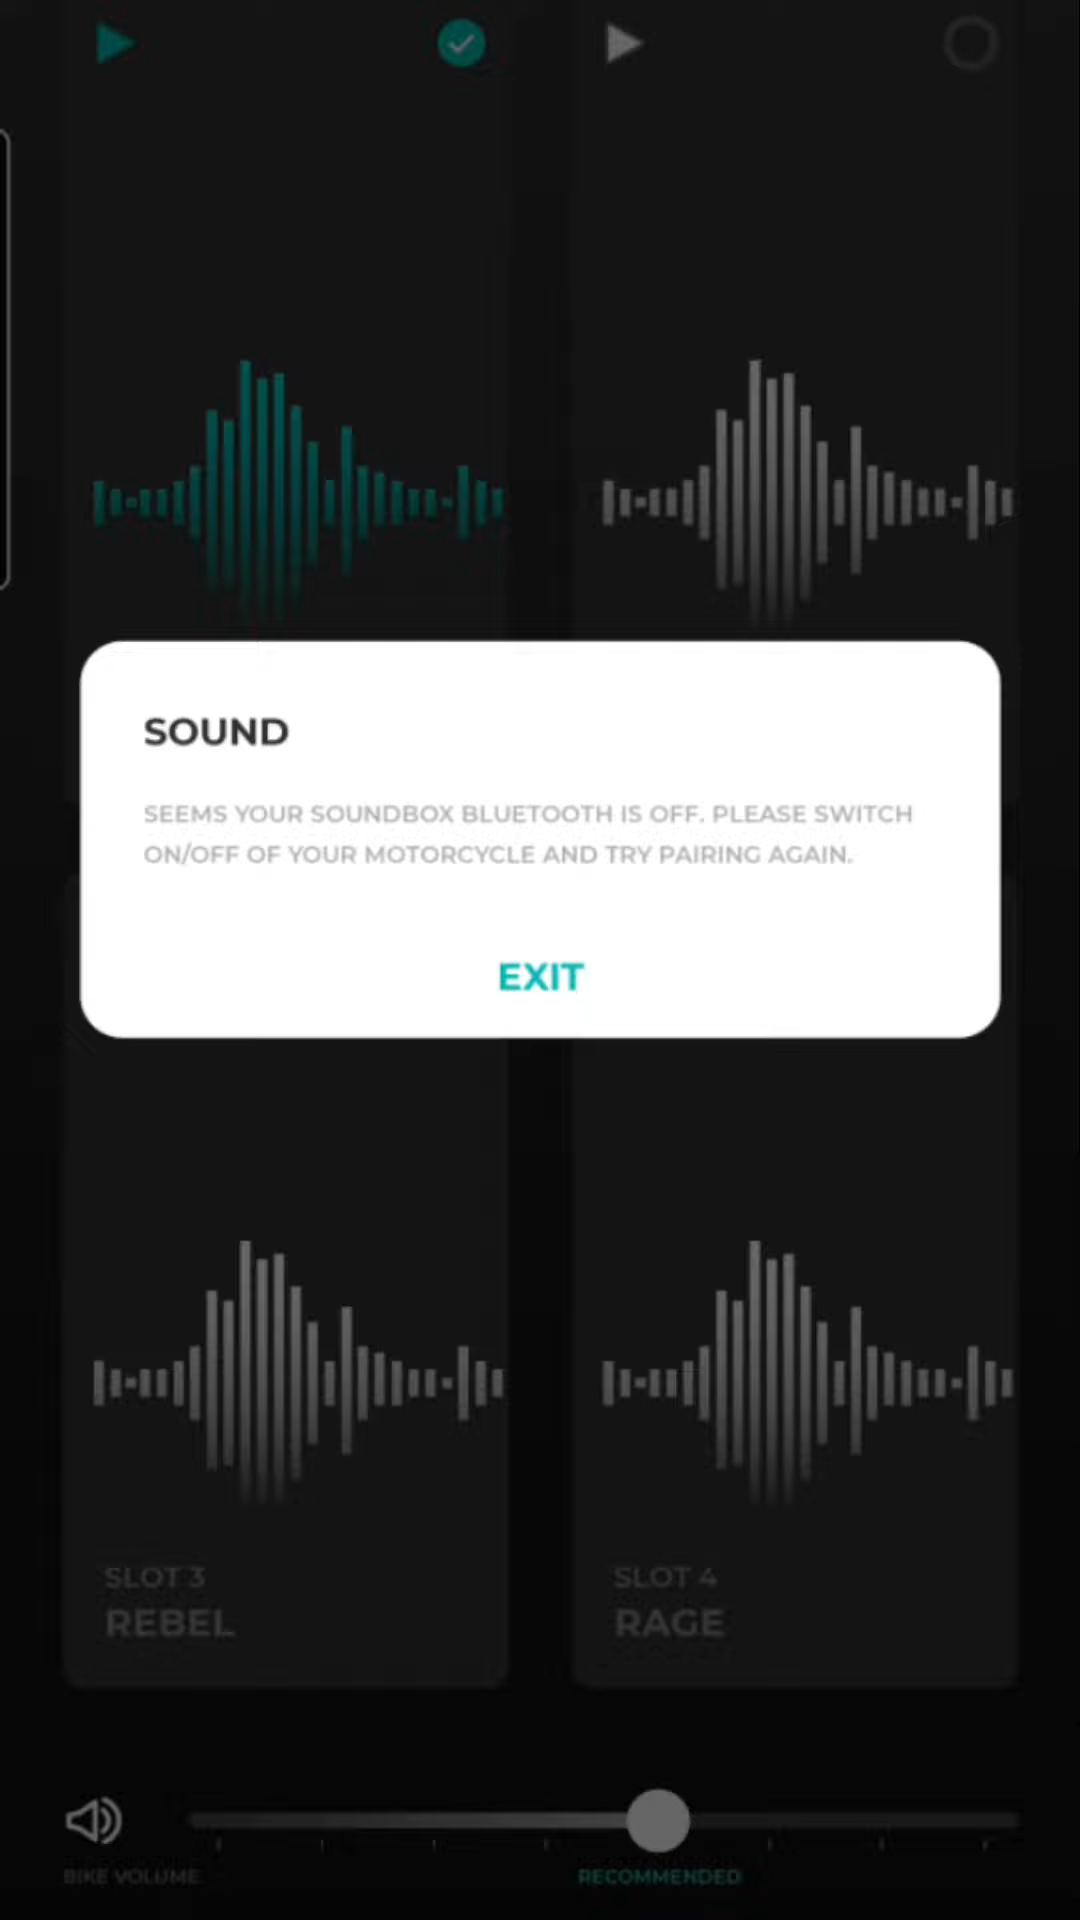 SOUND
SEEMS YOUR SOUNDBOX BLUETOOTH IS OFF. PLEASE SWITCH
ON/OFF OF YOUR MOTORCYCLE AND TRY PAIRING AGAIN.
EXIT
SLOT 3
REBEL
SLOT 4
RAGE
BIKE VOLUME
RECOMMENDED